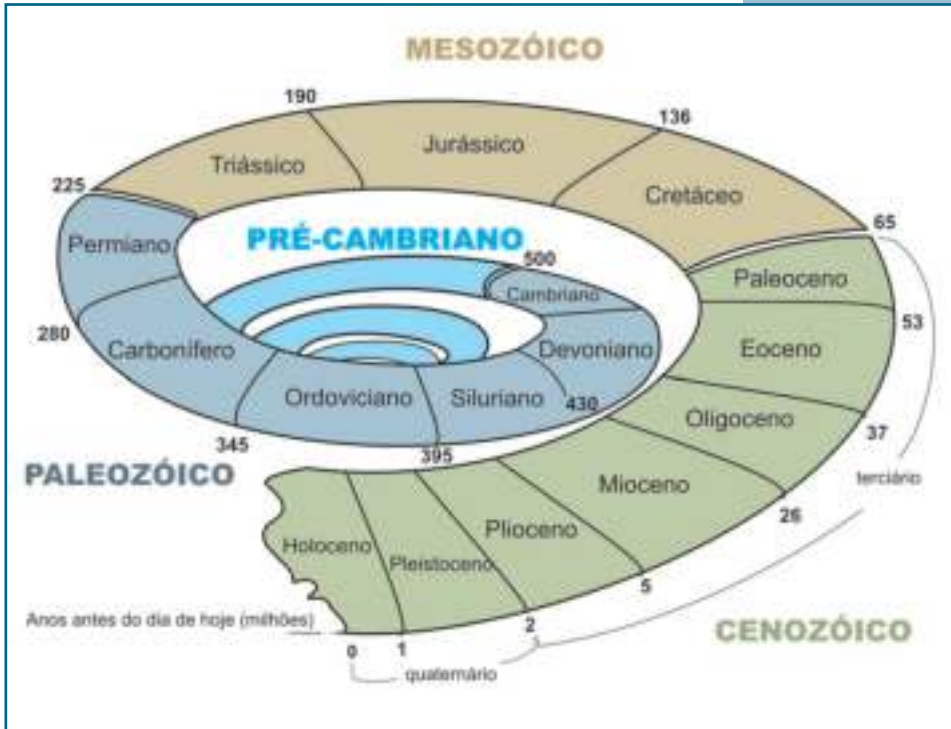 MESOZÓICO
190
136
Jurássico
Triássico
225
Cretáceo
65
Permiano
PRÉ-CAMBRIANO
500
Cambriano
Paleoceno
53
280
Carbonífero
Devoniano
Eoceno
Ordoviciano
Siluriano
430
Oligoceno
345
395
37
PALEOZÓICO
Mioceno
terciário
26
Plioceno
Holoceno
Pleistoceno
5
Anos antes do dia de hoje (milhões)
2
CENOZÓICO
0
1
quaternário